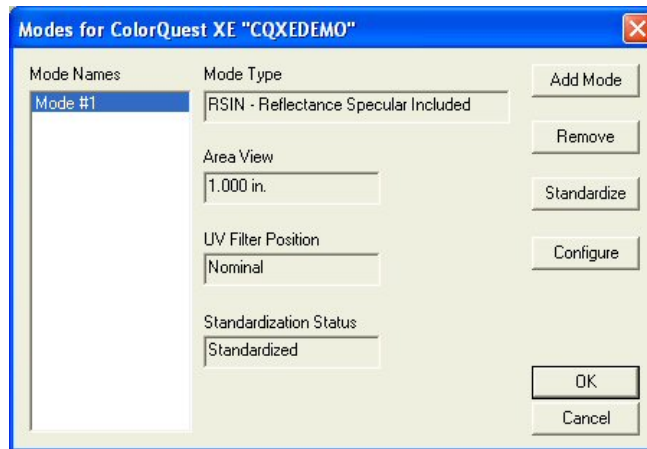 Modes for ColorQuest XE "CQXEDEMO"
Mode Names
Mode #1
Mode Type
RSIN - Reflectance Specular Included
Area View
1.000 in.
UV Filter Position
Nominal
Standardization Status
Standardized
Add Mode
Remove
Standardize
Configure
OK
Cancel